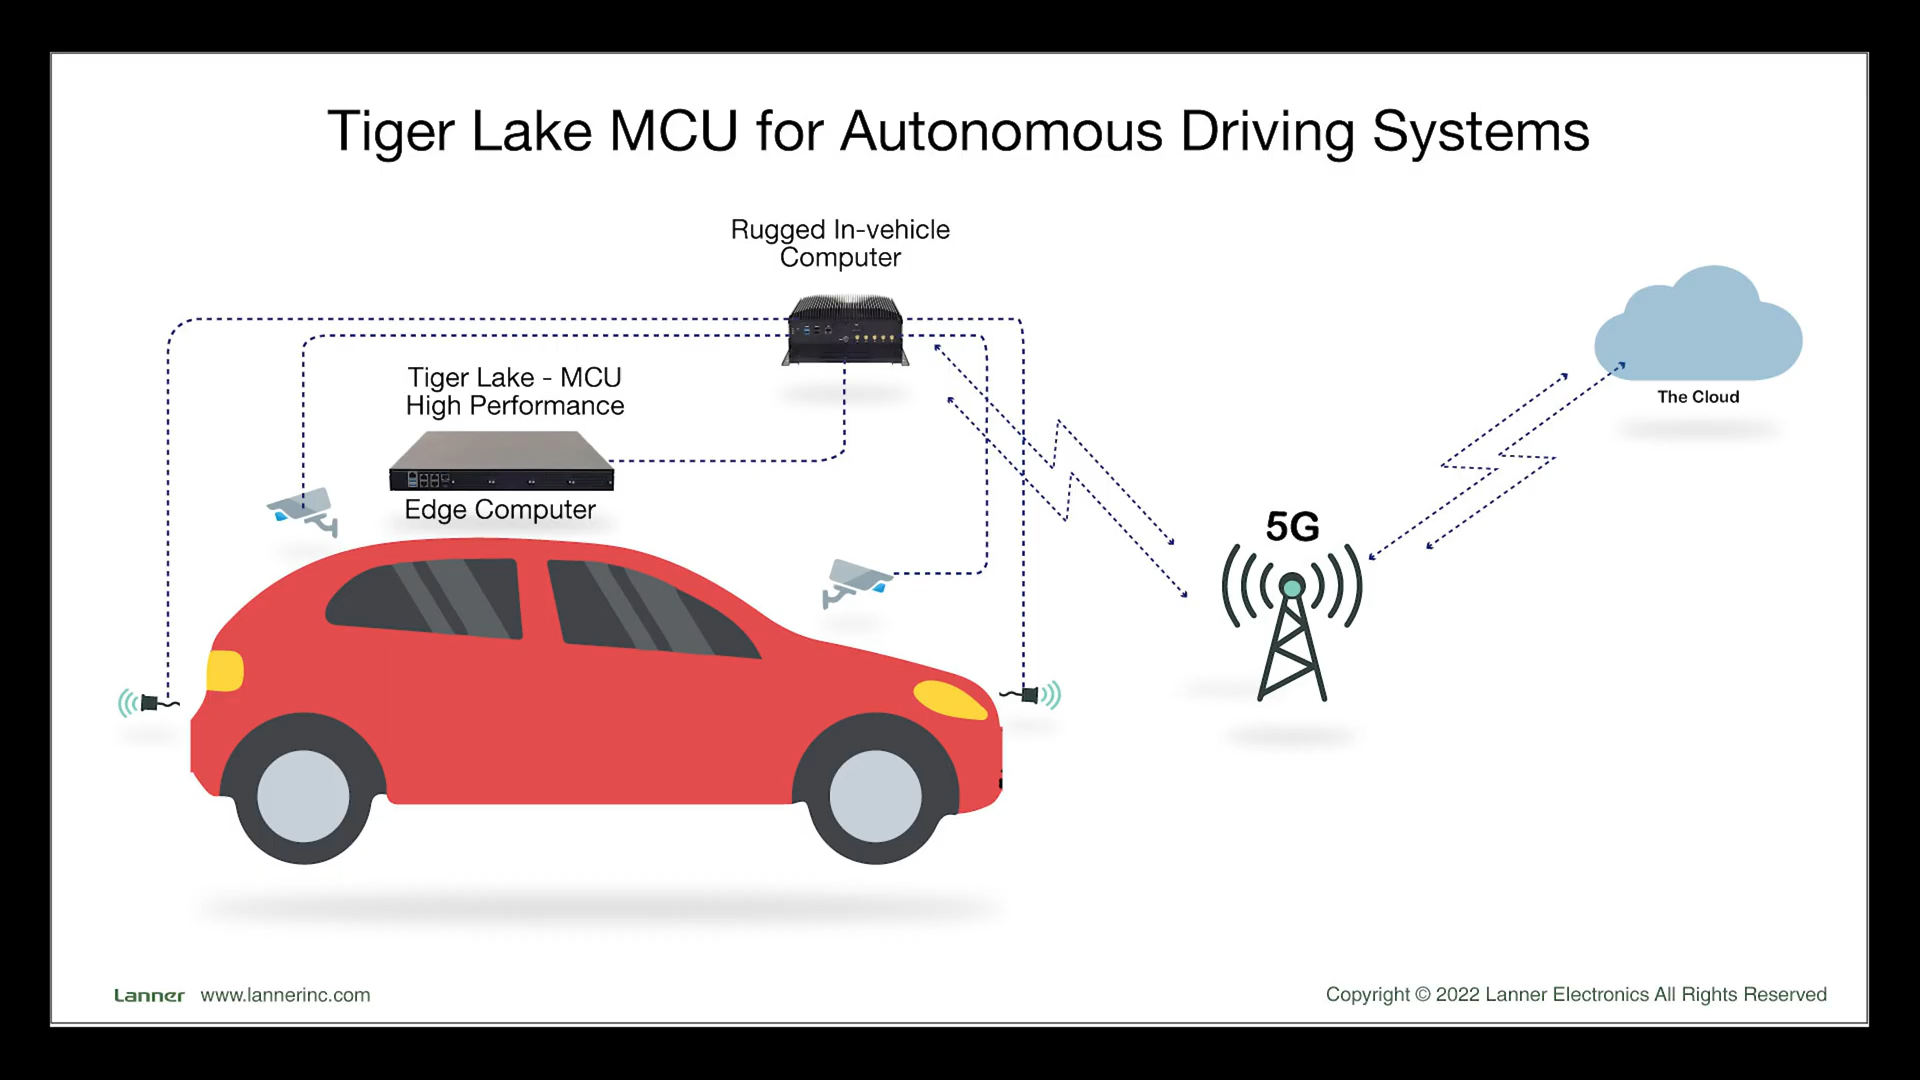 Tiger Lake MCU for Autonomous Driving Systems
Rugged In-vehicle
Computer
Tiger Lake - MCU
High Performance
Edge Computer
The Cloud
5G
Lanner www.lannerinc.com
Copyright © 2022 Lanner Electronics All Rights Reserved